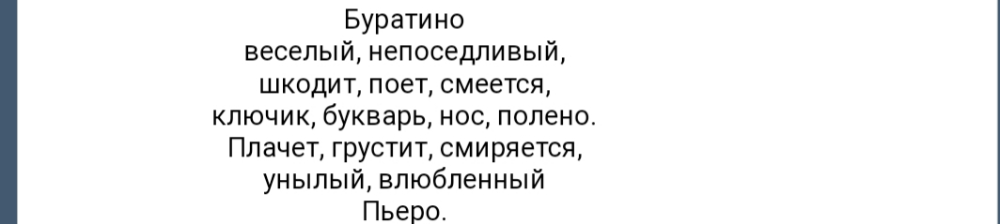 Буратино
веселый, непоседливый,
шкодит, поет, смеется,
ключик, букварь, нос, полено.
Плачет, грустит, смиряется,
унылый, влюбленный
Пьеро.